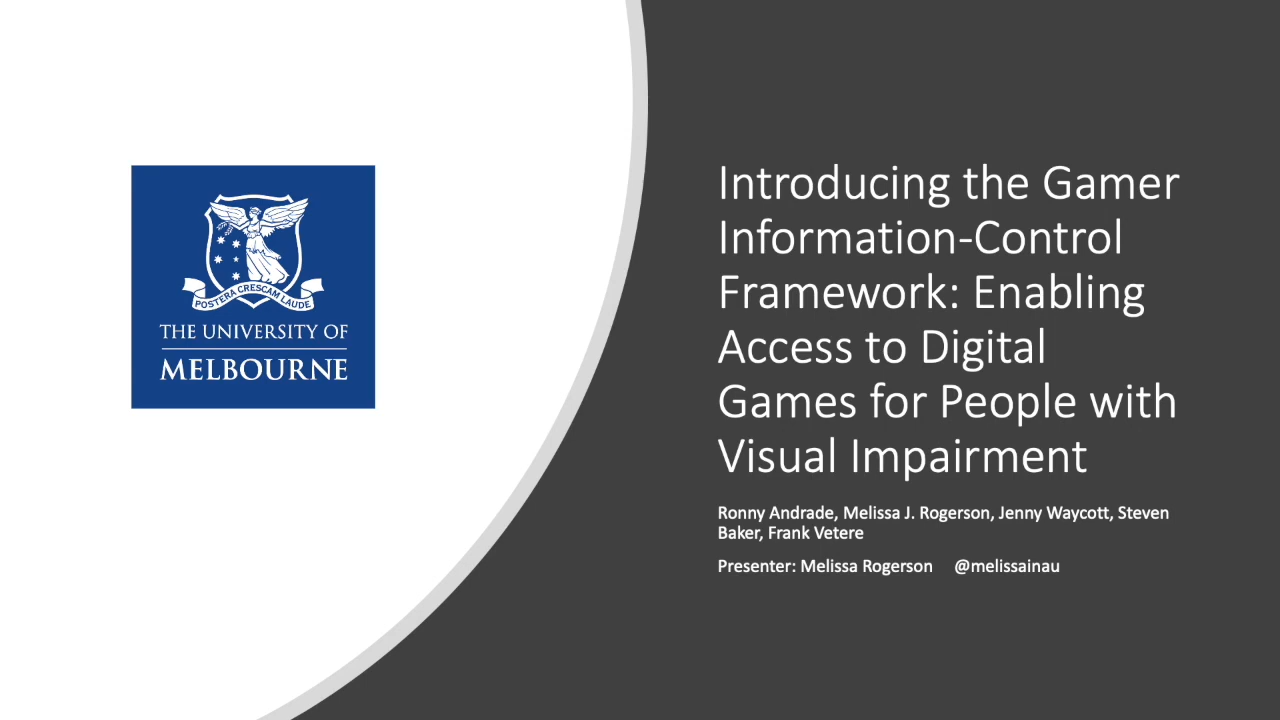 POSTERA CRESCAM LAUDE
THE UNIVERSITY OF
MELBOURNE
Introducing the Gamer
Information-Control
Framework: Enabling
Access to Digital
Games for People with
Visual Impairment
Ronny Andrade, Melissa J. Rogerson, Jenny Waycott, Steven
Baker, Frank Vetere
Presenter: Melissa Rogerson @melissainau